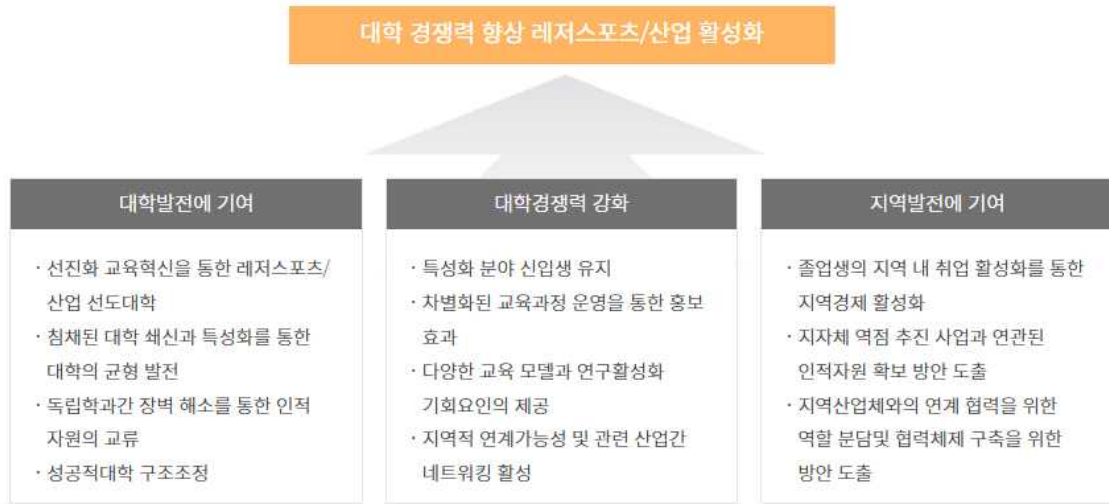 대학 경쟁력 향상 레저스포츠/산업 활성화
대학발전에 기여
· 선진화 교육혁신을 통한 레저스포츠/
산업 선도대학
· 침채된 대학 쇄신과 특성화를 통한
대학의 균형 발전
· 독립학과간 장벽 해소를 통한 인적
자원의 교류
· 성공적대학 구조조정
대학경쟁력 강화
· 특성화 분야 신입생 유지
· 차별화된 교육과정 운영을 통한 홍보
효과
· 다양한 교육 모델과 연구활성화
기회요인의 제공
· 지역적 연계가능성 및 관련 산업간
네트워킹 활성
지역발전에 기여
· 졸업생의 지역 내 취업 활성화를 통한
지역경제 활성화
· 지자체 역점 추진 사업과 연관된
인적자원 확보 방안 도출
· 지역산업체와의 연계 협력을 위한
역할 분담및 협력체제 구축을 위한
방안 도출